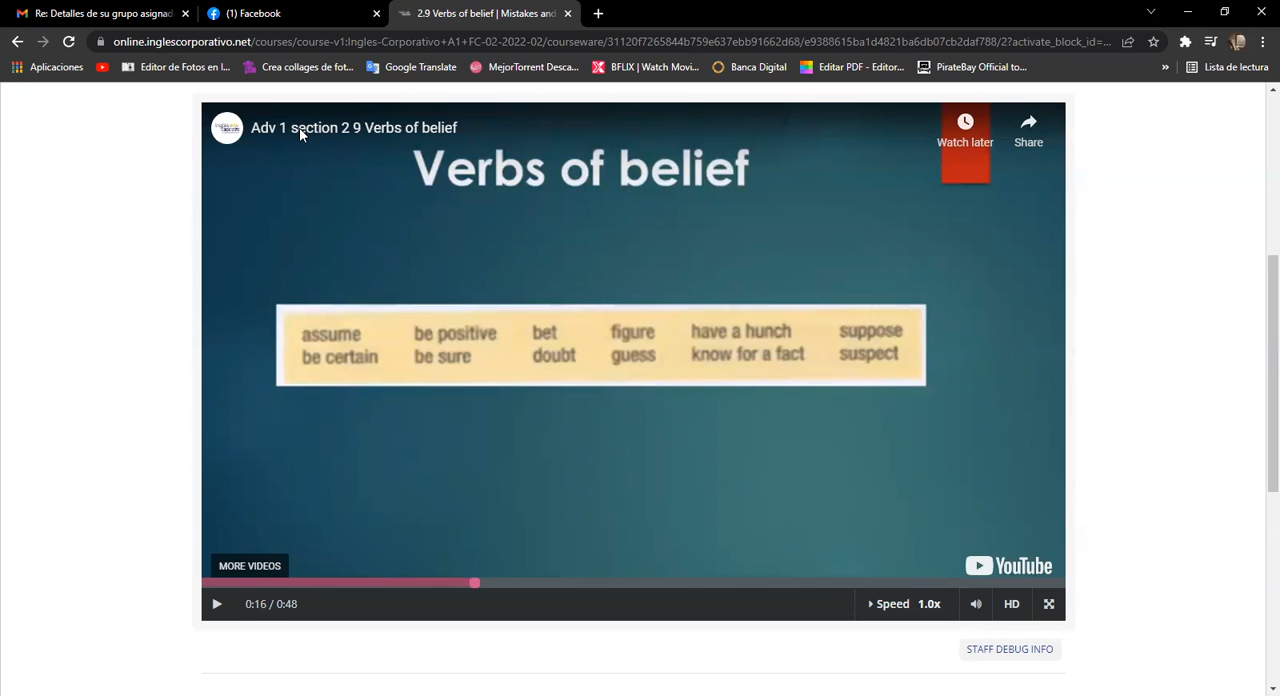 Re: Detalles de su grupo asignad
(1) Facebook
2.9 Verbs of belief | Mistakes and
online.inglescorporativo.net/courses/course-v1:Ingles-Corporativo+A1+FC-02-2022-02/courseware/31120f7265844b759e637ebb91662d68/e9388615ba1d4821ba6db07cb2daf788/2?activate_block_id=...
Aplicaciones
Editor de Fotos en l...
Crea collages de fot...
Google Translate
MejorTorrent Desca...
BFLIX | Watch Movi...
Banca Digital
Editar PDF - Editor...
PirateBay Official to...
»
Lista de lectura
Adv 1 section 2 9 Verbs of belief
Watch later
Share
Verbs of belief
assume be positive bet figure have a hunch suppose
be certain be sure doubt guess know for a fact suspect
MORE VIDEOS
YouTube
0:16 / 0:48
Speed 1.0x
HD
STAFF DEBUG INFO